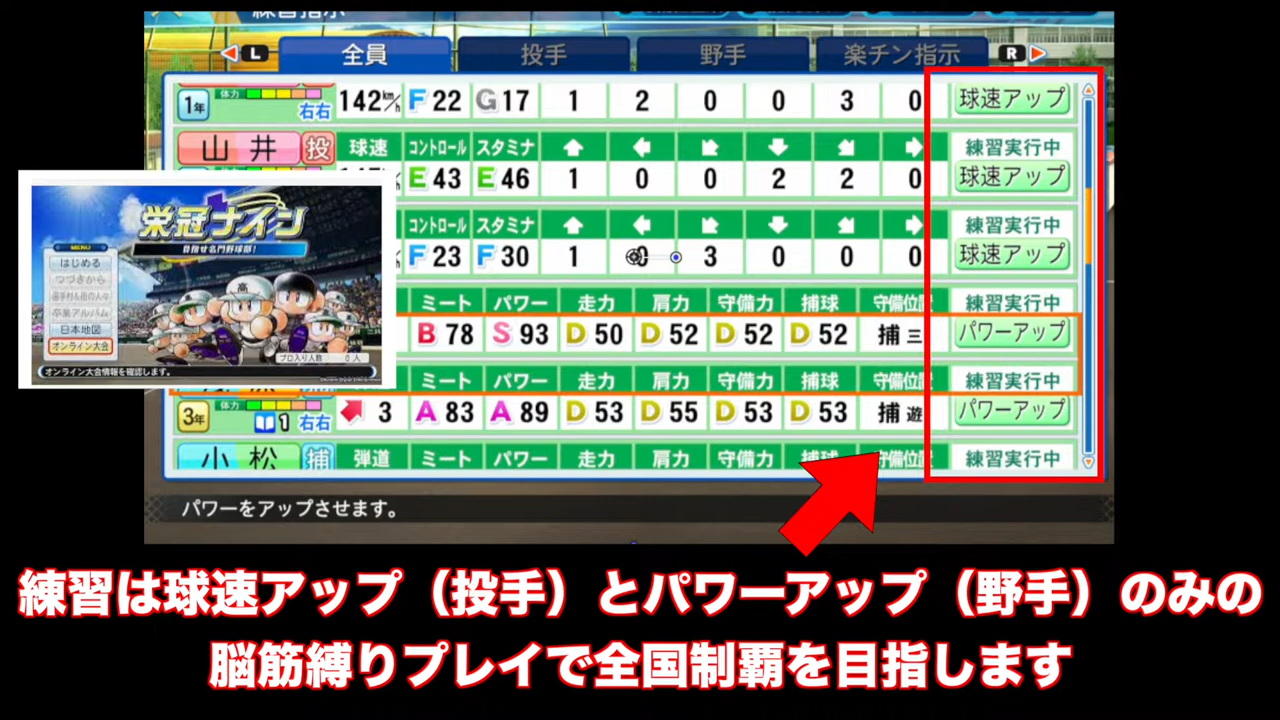 L 全員 投手 野手 楽チン指示 R
1年 体力 右右 142km/h F 22 G 17 1 2 0 0 3 0 球速アップ
山井 投 球速 コントロール スタミナ 練習実行中
E 43 E 46 1 0 0 2 2 0 球速アップ
コントロール スタミナ 練習実行中
F 23 F 30 1 3 0 0 0 球速アップ
ミート パワー 走力 肩力 守備力 捕球 守備位置 練習実行中
B 78 S 93 D 50 D 52 D 52 D 52 捕 三 パワーアップ
ミート パワー 走力 肩力 守備力 捕球 守備位置 練習実行中
3年 体力 1 右右 3 A 83 A 89 D 53 D 55 D 53 D 53 捕 遊 パワーアップ
小松 捕 弾道 ミート パワー 走力 肩力 守備力 捕球 守備位置 練習実行中
パワーをアップさせます。
栄冠ナイン
目指せ名門野球部!
MENU
はじめる
つづきから
卒業アルバム
日本地図
オンライン大会
プロ入り人数 0 人
オンライン大会情報を確認します。
練習は球速アップ（投手）とパワーアップ（野手）のみの
脳筋縛りプレイで全国制覇を目指します